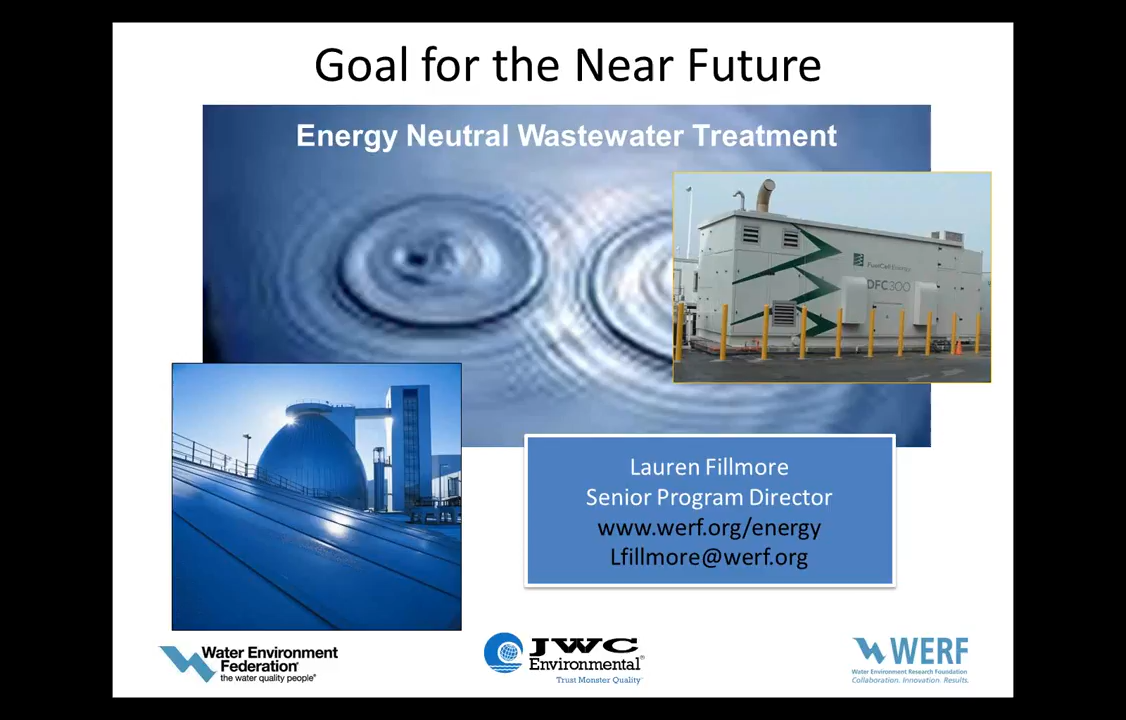 Goal for the Near Future
Energy Neutral Wastewater Treatment
FuelCell Energy
DFC300
Lauren Fillmore
Senior Program Director
www.werf.org/energy
Lfillmore@werf.org
Water Environment
Federation®
the water quality people®
JWC
Environmental®
Trust Monster Quality
WERF
Water Environment Research Foundation
Collaboration. Innovation. Results.